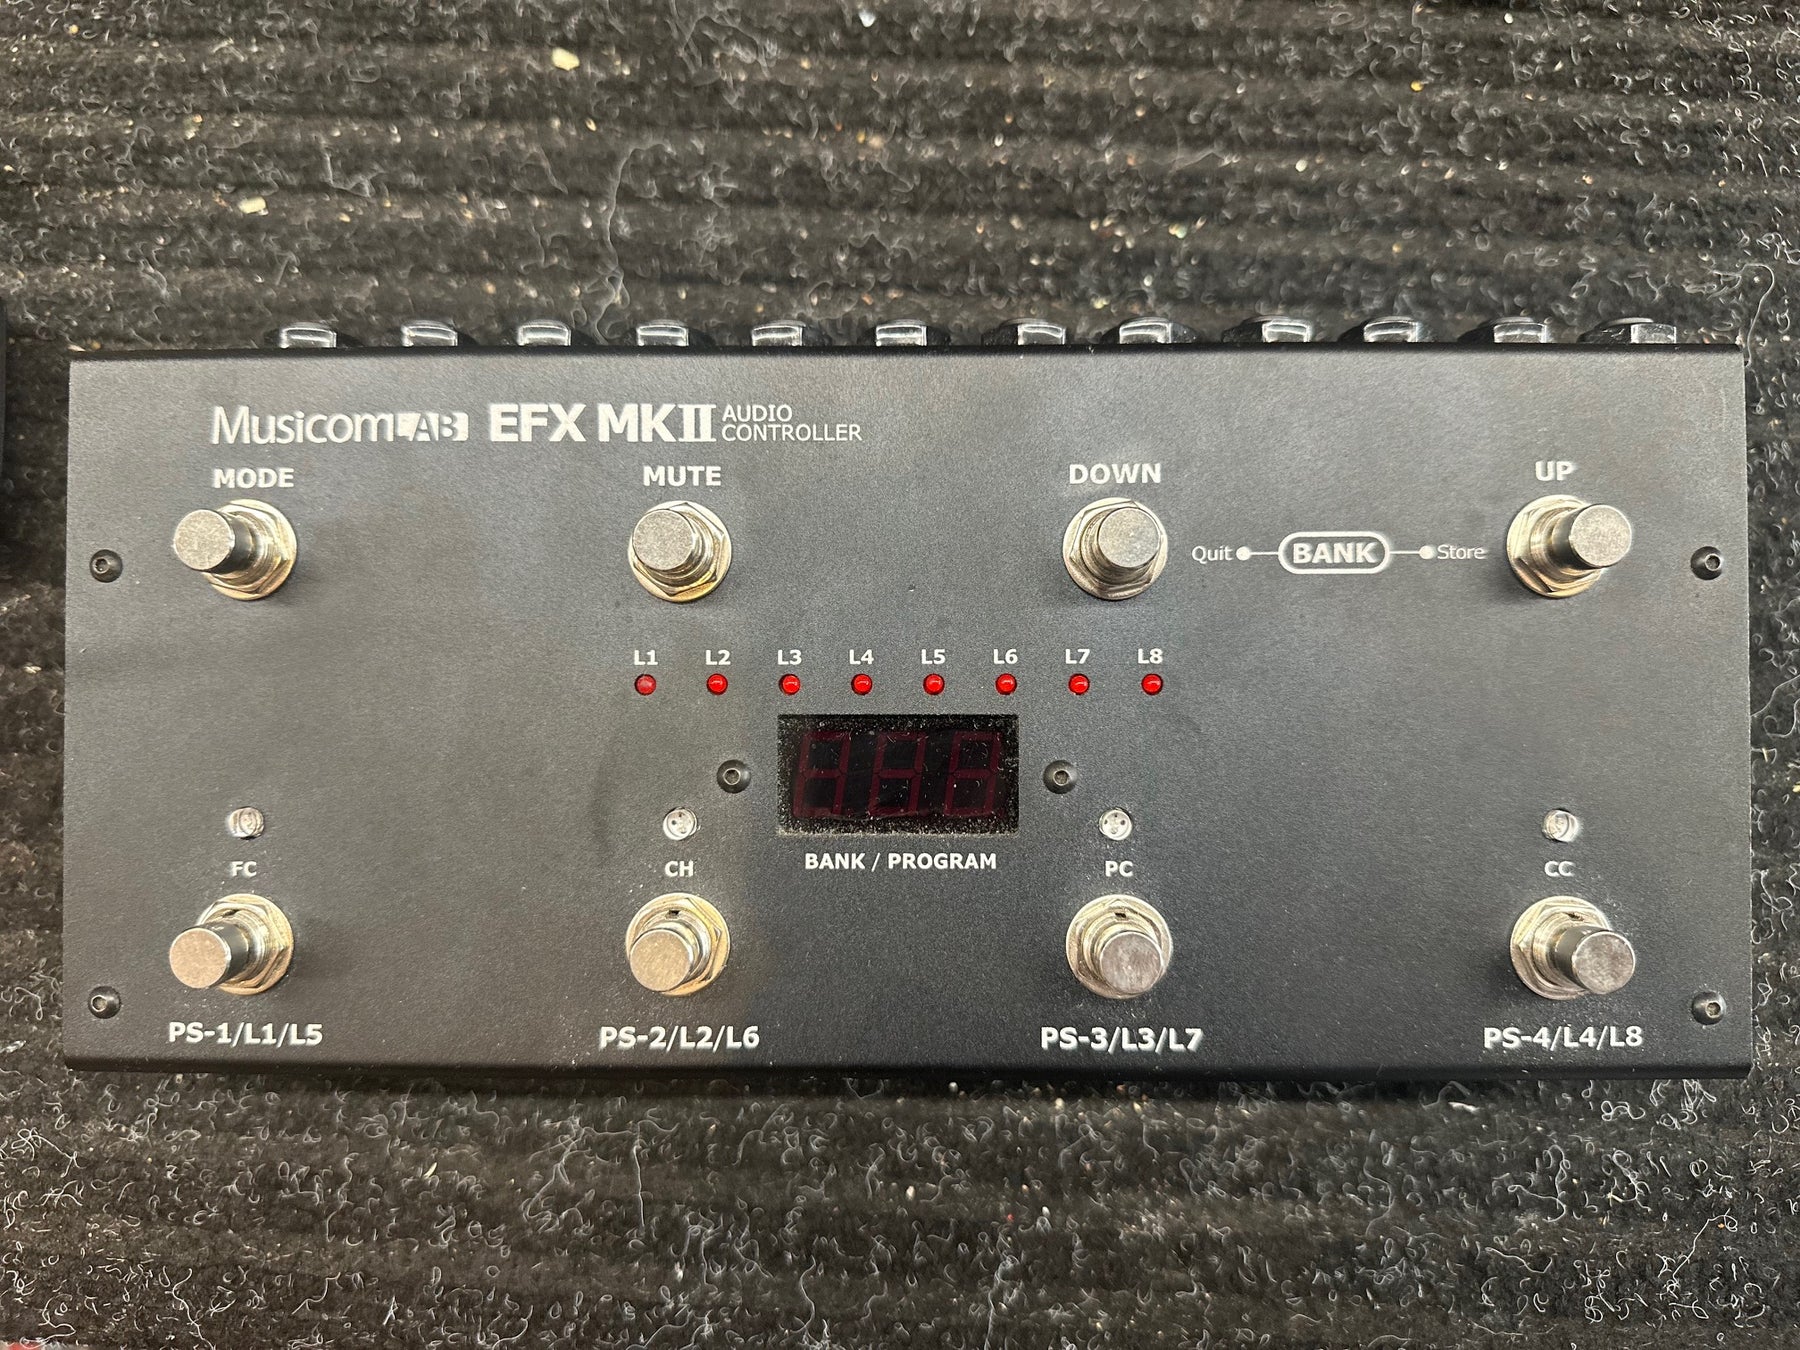 MusicomLAB EFX MKII AUDIO CONTROLLER
MODE MUTE DOWN UP
Quit BANK Store
L1 L2 L3 L4 L5 L6 L7 L8
BANK / PROGRAM
FC CH PC CC
PS-1/L1/L5 PS-2/L2/L6 PS-3/L3/L7 PS-4/L4/L8